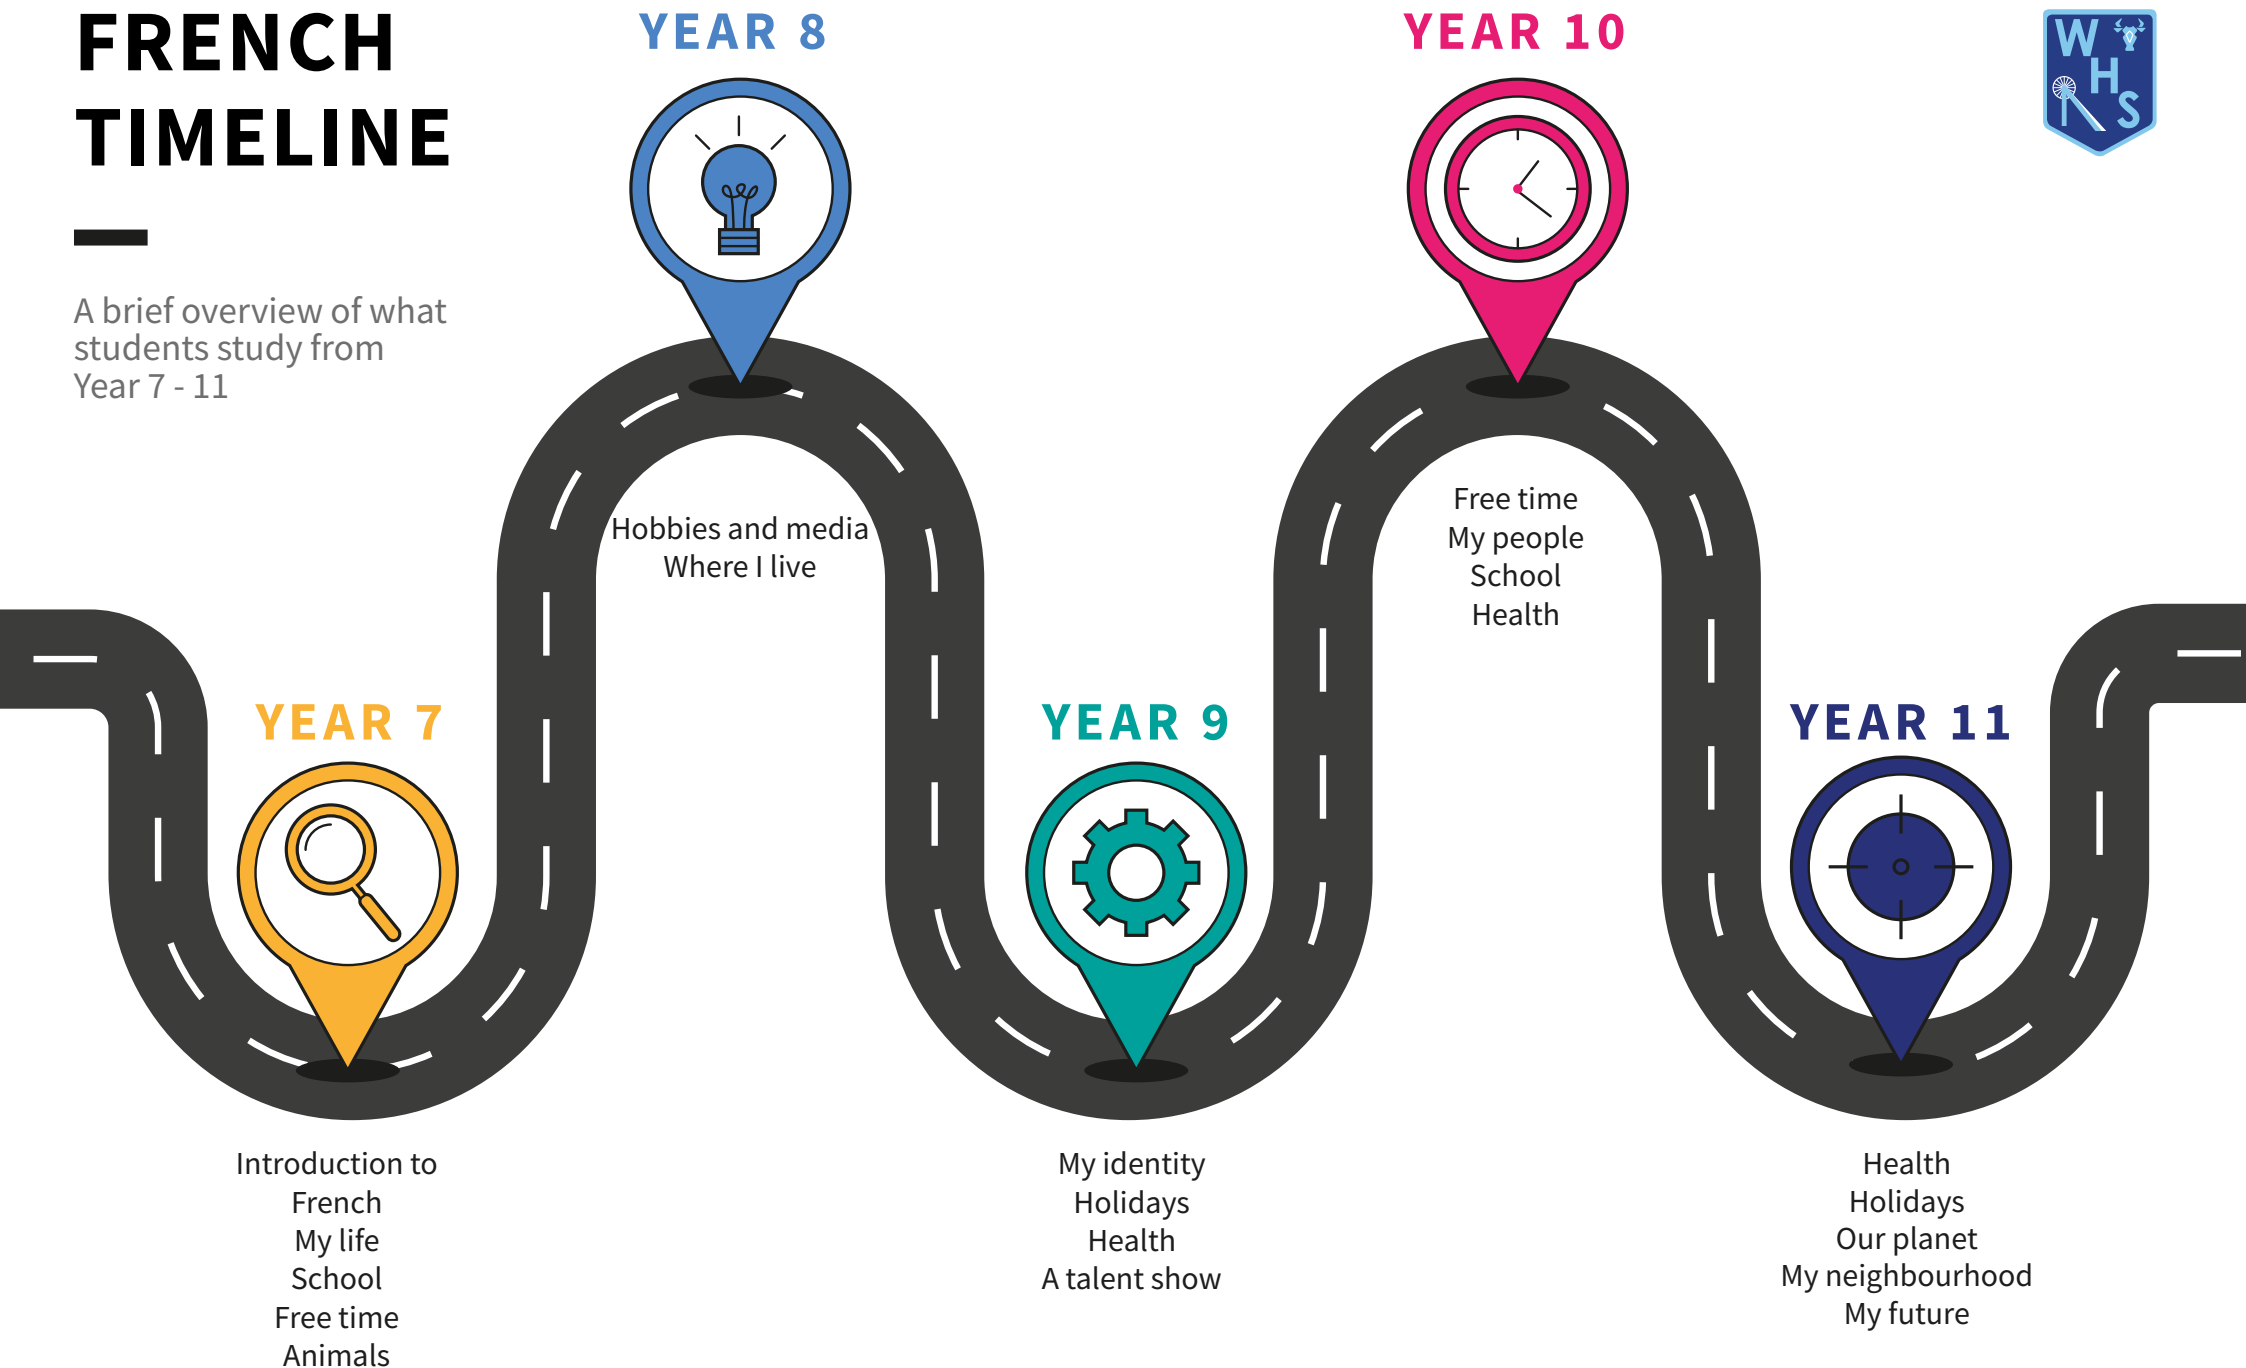 FRENCH
TIMELINE
A brief overview of what
students study from
Year 7 - 11
YEAR 7
Introduction to
French
My life
School
Free time
Animals
YEAR 8
Hobbies and media
Where I live
YEAR 9
My identity
Holidays
Health
A talent show
YEAR 10
Free time
My people
School
Health
YEAR 11
Health
Holidays
Our planet
My neighbourhood
My future
W
H
S